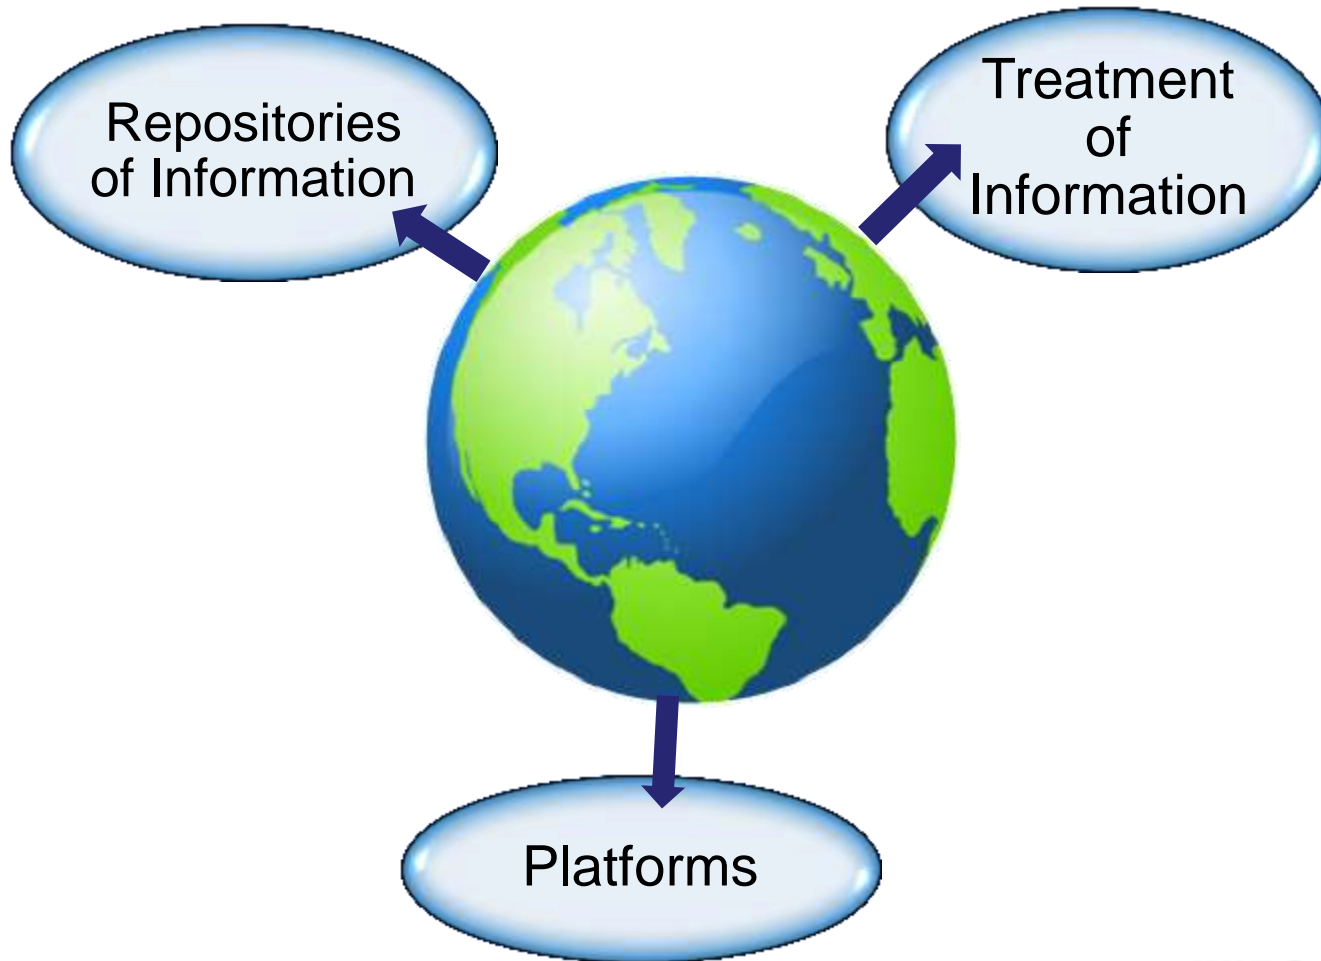 Repositories
of Information
Treatment
of
Information
Platforms